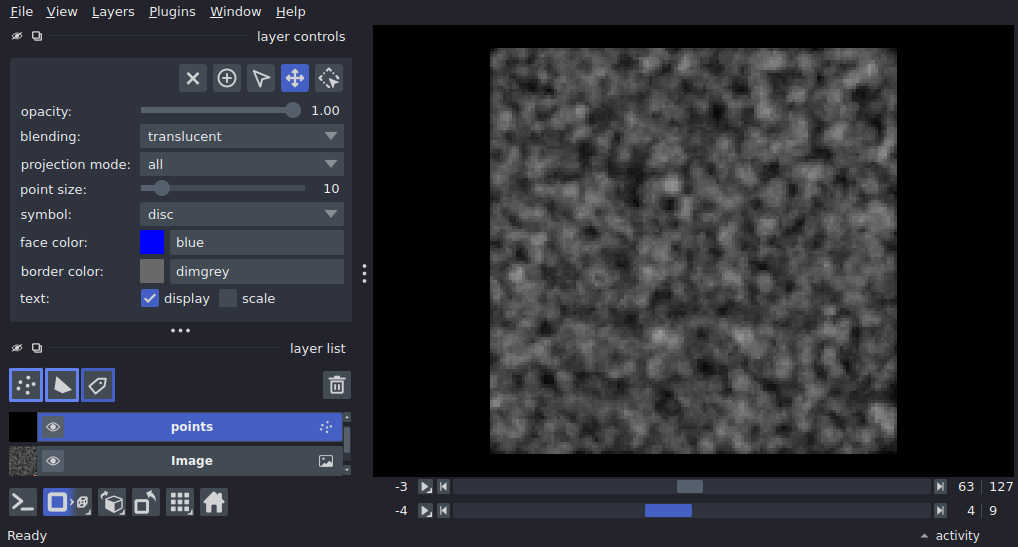 File View Layers Plugins Window Help
layer controls
opacity: 1.00
blending: translucent
projection mode: all
point size: 10
symbol: disc
face color: blue
border color: dimgrey
text: display scale
layer list
points
Image
-3 63 127
-4 4 9
Ready activity